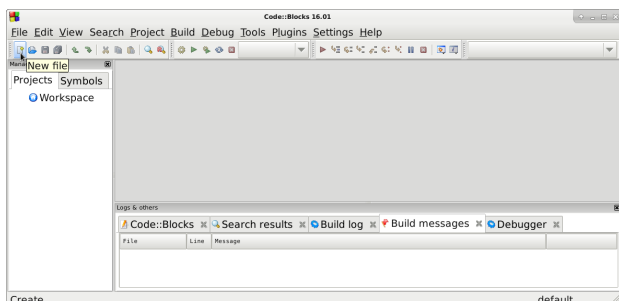 Code::Blocks 16.01
File Edit View Search Project Build Debug Tools Plugins Settings Help
New file
Projects Symbols
Workspace
Logs & others
Code::Blocks Search results Build log Build messages Debugger
File Line Message
Create default